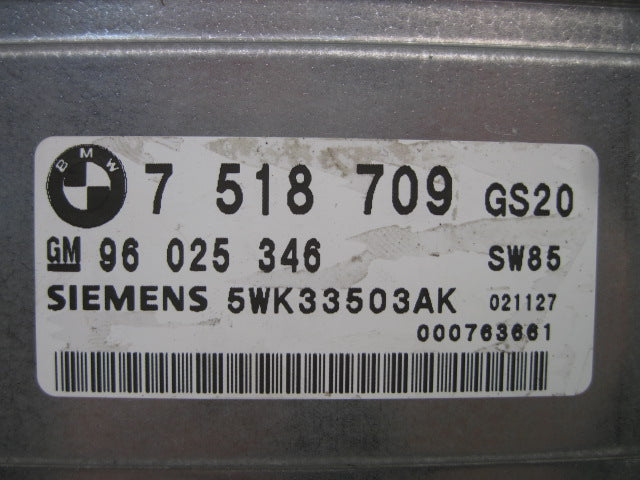 BMW 7 518 709 GS20
GM 96 025 346 SW85
SIEMENS 5WK33503AK 021127
000763661